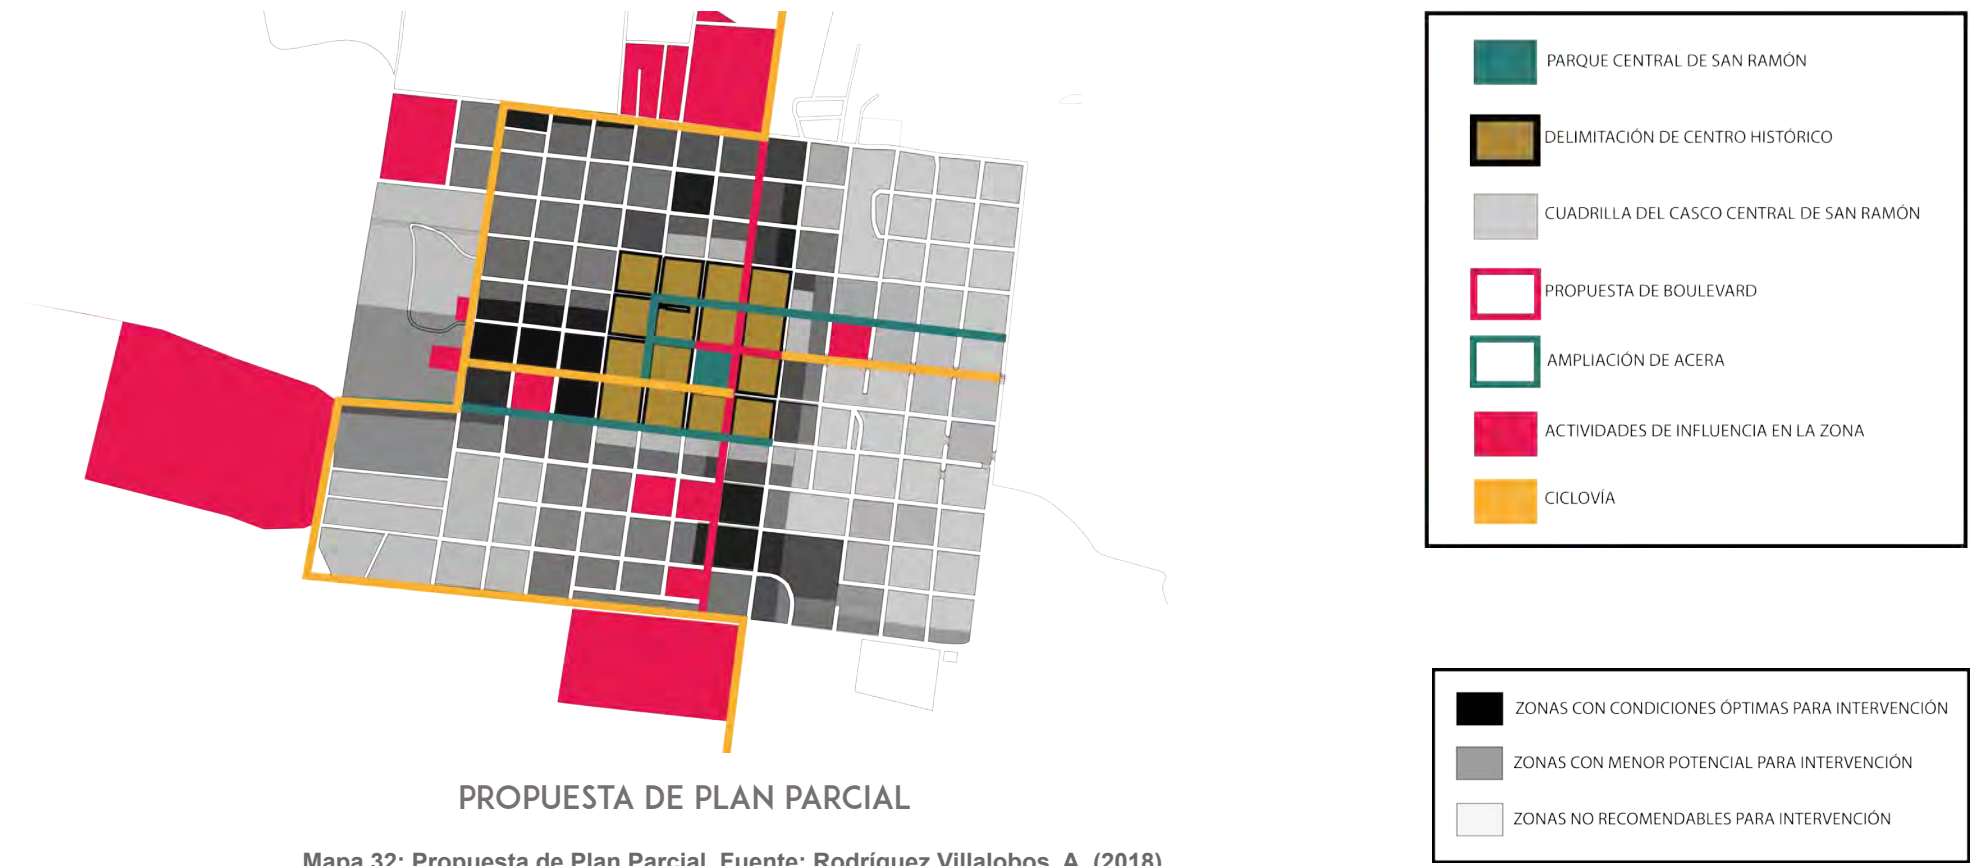 PARQUE CENTRAL DE SAN RAMÓN
DELIMITACIÓN DE CENTRO HISTÓRICO
CUADRILLA DEL CASCO CENTRAL DE SAN RAMÓN
PROPUESTA DE BOULEVARD
AMPLIACIÓN DE ACERA
ACTIVIDADES DE INFLUENCIA EN LA ZONA
CICLOVÍA
ZONAS CON CONDICIONES ÓPTIMAS PARA INTERVENCIÓN
ZONAS CON MENOR POTENCIAL PARA INTERVENCIÓN
ZONAS NO RECOMENDABLES PARA INTERVENCIÓN
PROPUESTA DE PLAN PARCIAL
Mapa 32: Propuesta de Plan Parcial. Fuente: Rodríguez Villalobos, A. (2018)